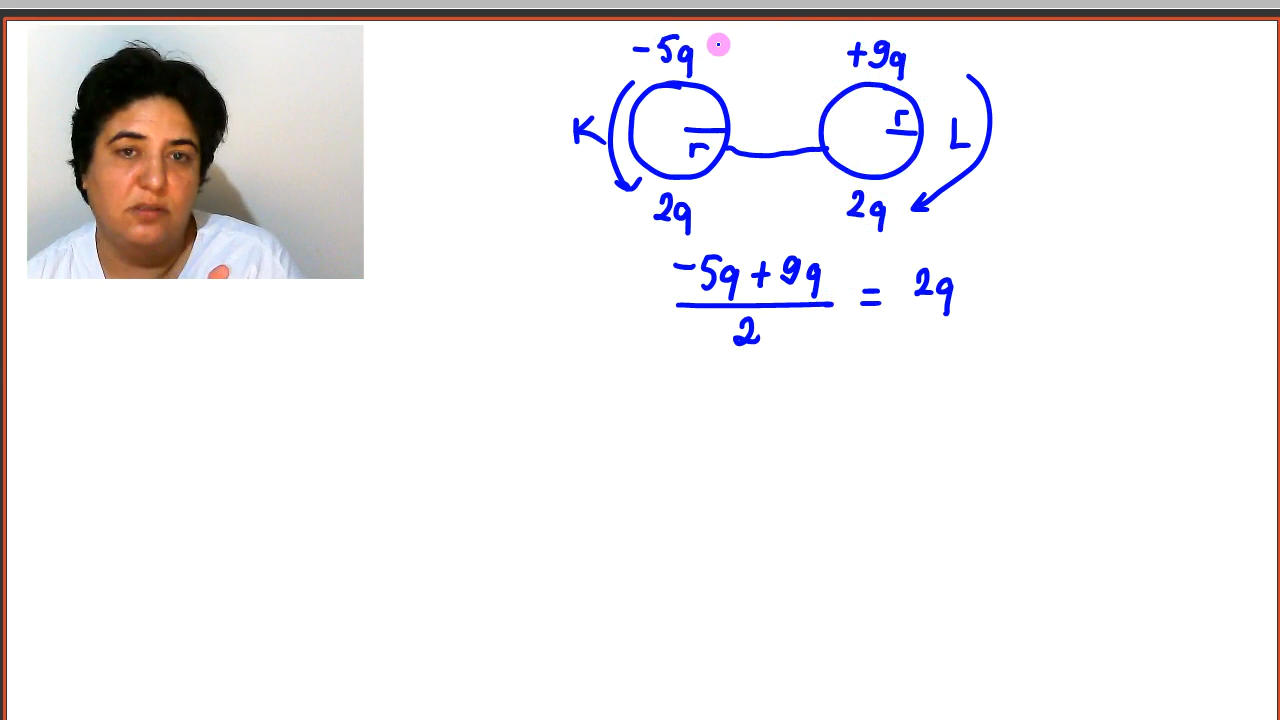 -5q +9q
K r r L
2q 2q
-5q + 9q
2
= 2q